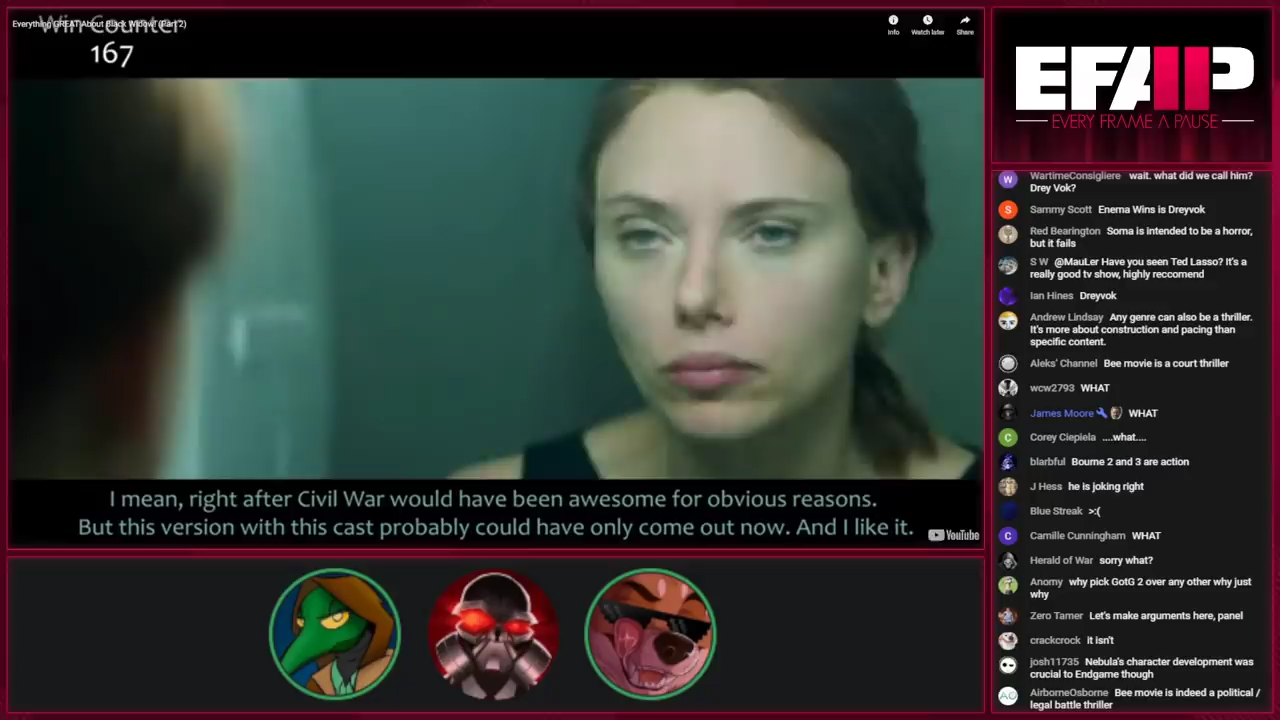 Everything GREAT About Black Widow! (Part 2)
Win Counter
167
Info
Watch later
Share
I mean, right after Civil War would have been awesome for obvious reasons.
But this version with this cast probably could have only come out now. And I like it.
YouTube
EFAP
EVERY FRAME A PAUSE
W
WartimeConsigliere wait. what did we call him?
Drey Vok?
S
Sammy Scott Enema Wins is Dreyvok
Red Bearington Soma is intended to be a horror,
but it fails
S W @MauLer Have you seen Ted Lasso? It's a
really good tv show, highly reccomend
Ian Hines Dreyvok
Andrew Lindsay Any genre can also be a thriller.
It's more about construction and pacing than
specific content.
Aleks' Channel Bee movie is a court thriller
wcw2793 WHAT
James Moore WHAT
C
Corey Ciepiela ....what....
blarbful Bourne 2 and 3 are action
J Hess he is joking right
Blue Streak >:(
C
Camille Cunningham WHAT
Herald of War sorry what?
Anomy why pick GotG 2 over any other why just
why
Zero Tamer Let's make arguments here, panel
crackcrock it isn't
josh11735 Nebula's character development was
crucial to Endgame though
AO
AirborneOsborne Bee movie is indeed a political /
legal battle thriller